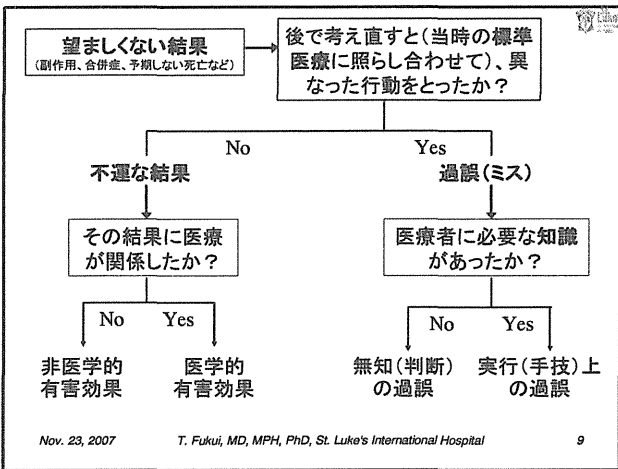 望ましくない結果
(副作用、合併症、予期しない死亡など)
後で考え直すと(当時の標準
医療に照らし合わせて)、異
なった行動をとったか?
No
Yes
不運な結果
過誤(ミス)
その結果に医療
が関係したか?
医療者に必要な知識
があったか?
No
Yes
No
Yes
非医学的
有害効果
医学的
有害効果
無知(判断)
の過誤
実行(手技)上
の過誤
Nov. 23, 2007
T. Fukui, MD, MPH, PhD, St. Luke's International Hospital
9